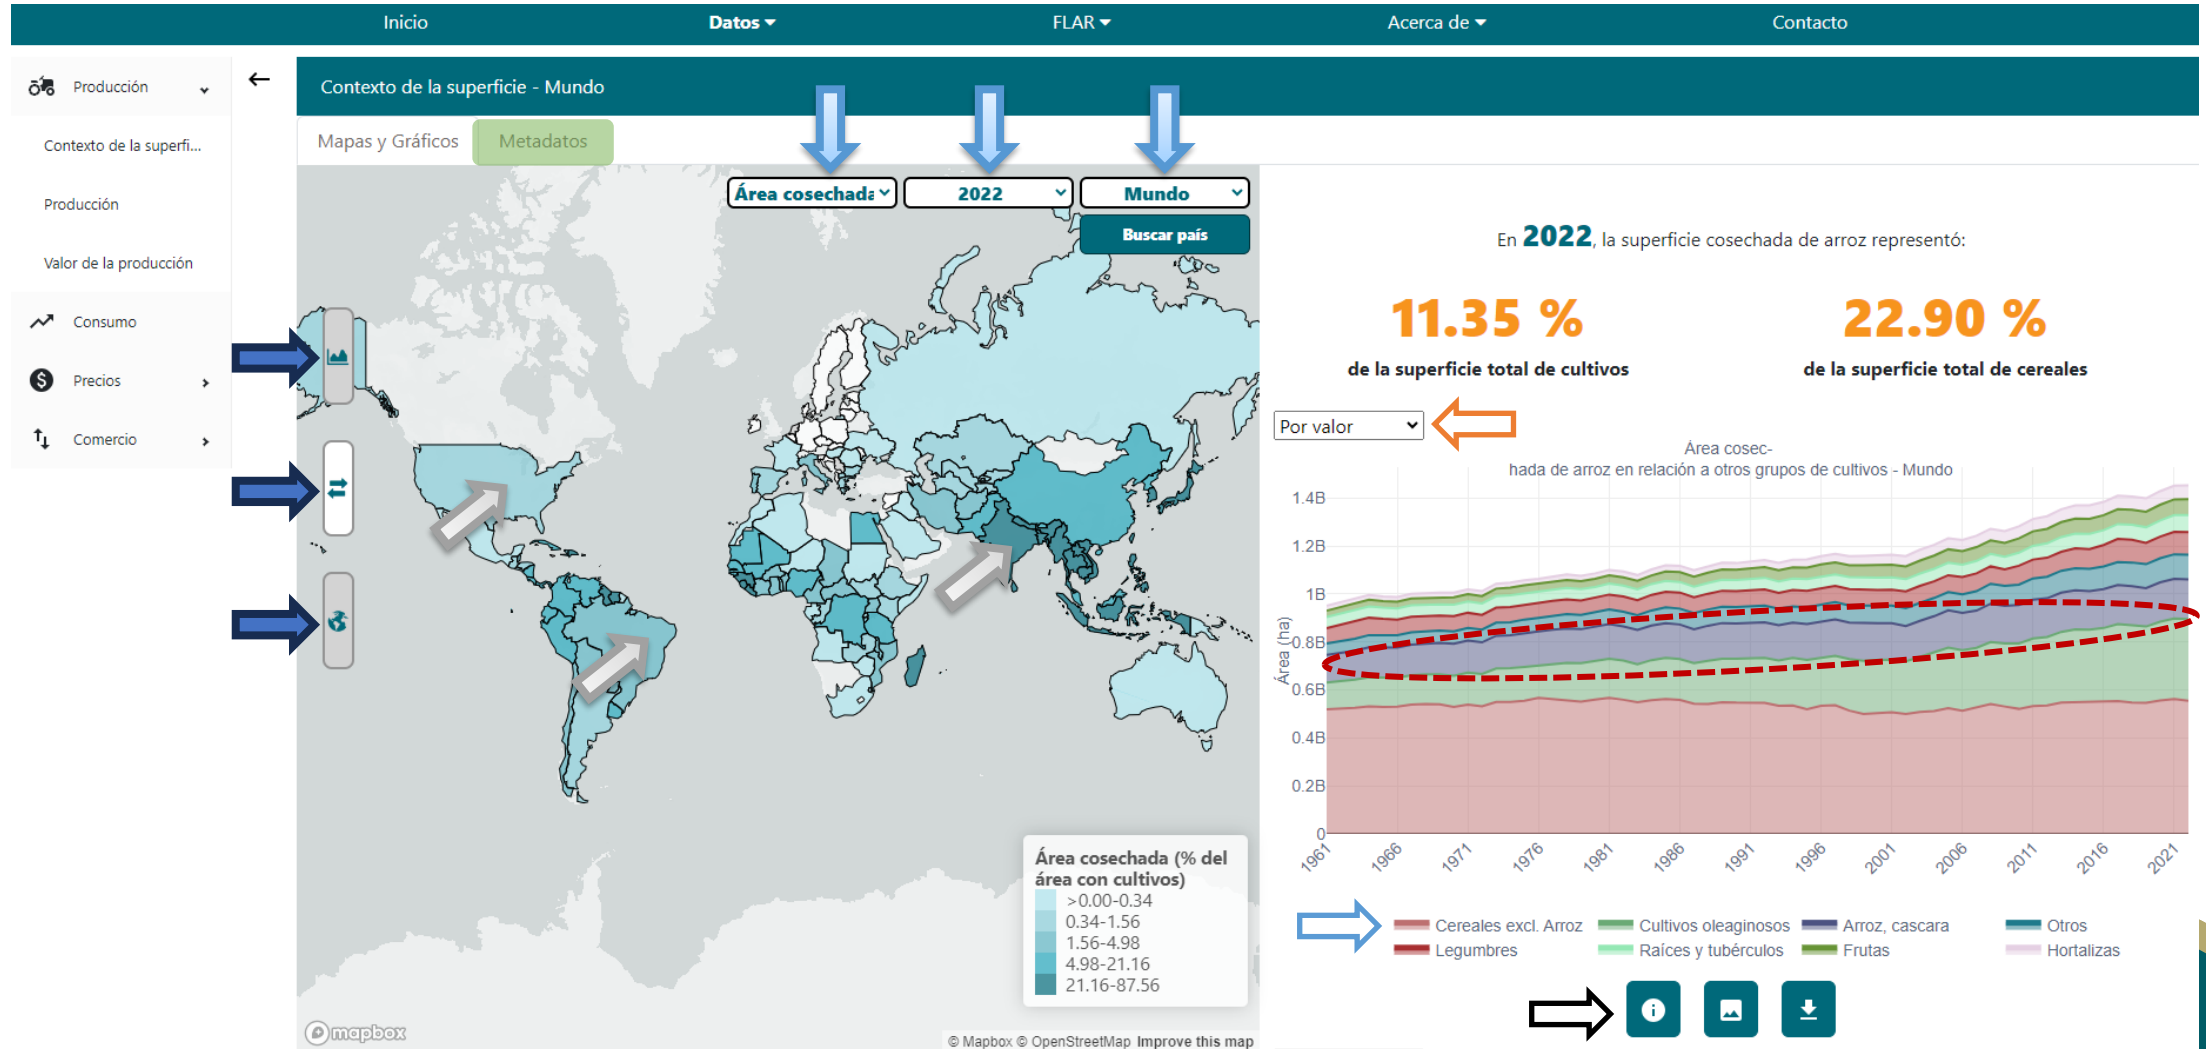 Inicio
Datos
FLAR
Acerca de
Contacto
Producción
Contexto de la superfi...
Producción
Valor de la producción
Consumo
Precios
Comercio
Contexto de la superficie - Mundo
Mapas y Gráficos
Metadatos
Área cosechada
2022
Mundo
Buscar país
Área cosechada (% del
área con cultivos)
>0.00-0.34
0.34-1.56
1.56-4.98
4.98-21.16
21.16-87.56
mapbox
© Mapbox © OpenStreetMap Improve this map
En 2022, la superficie cosechada de arroz representó:
11.35 %
de la superficie total de cultivos
22.90 %
de la superficie total de cereales
Por valor
Área cosec-
hada de arroz en relación a otros grupos de cultivos - Mundo
Área (ha)
1.4B
1.2B
1B
0.8B
0.6B
0.4B
0.2B
0
1961
1966
1971
1976
1981
1986
1991
1996
2001
2006
2011
2016
2021
Cereales excl. Arroz
Cultivos oleaginosos
Arroz, cascara
Otros
Legumbres
Raíces y tubérculos
Frutas
Hortalizas